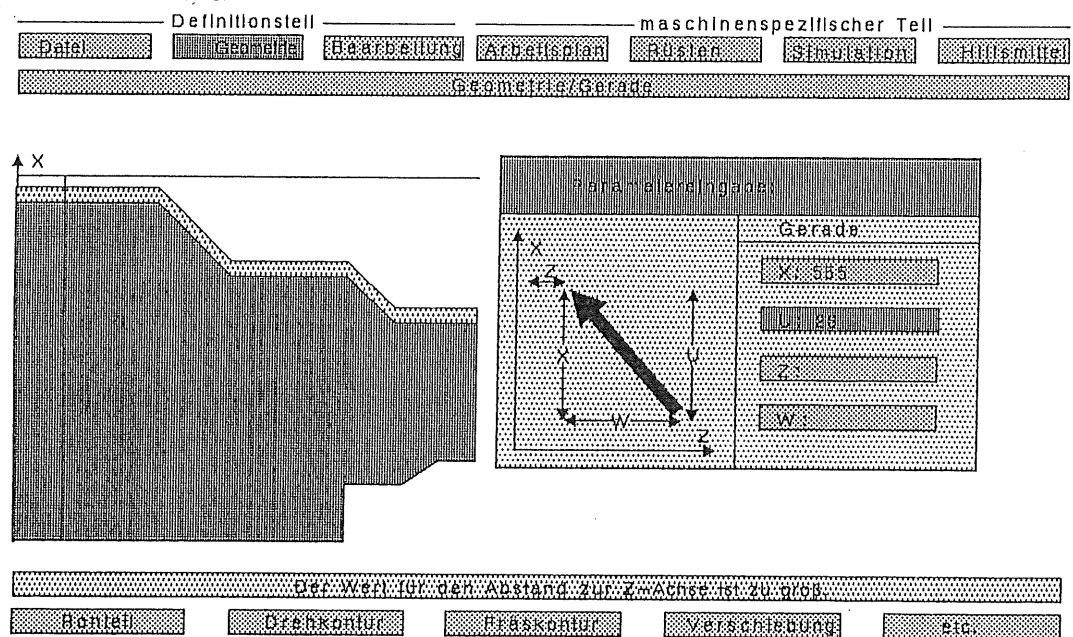 Definitionsteil maschinenspezifischer Teil
Datei Geometrie Bearbeitung Arbeitsplan Rüsten Simulation Hilfsmittel
Geometrie/Gerade
X
Parametereingabe:
Gerade
X
Z
X: 555
U: 29
X
U
Z:
W
W:
Z
Der Wert für den Abstand zur Z-Achse ist zu groß.
Rohteil Drehkontur Fräskontur Verschiebung etc.